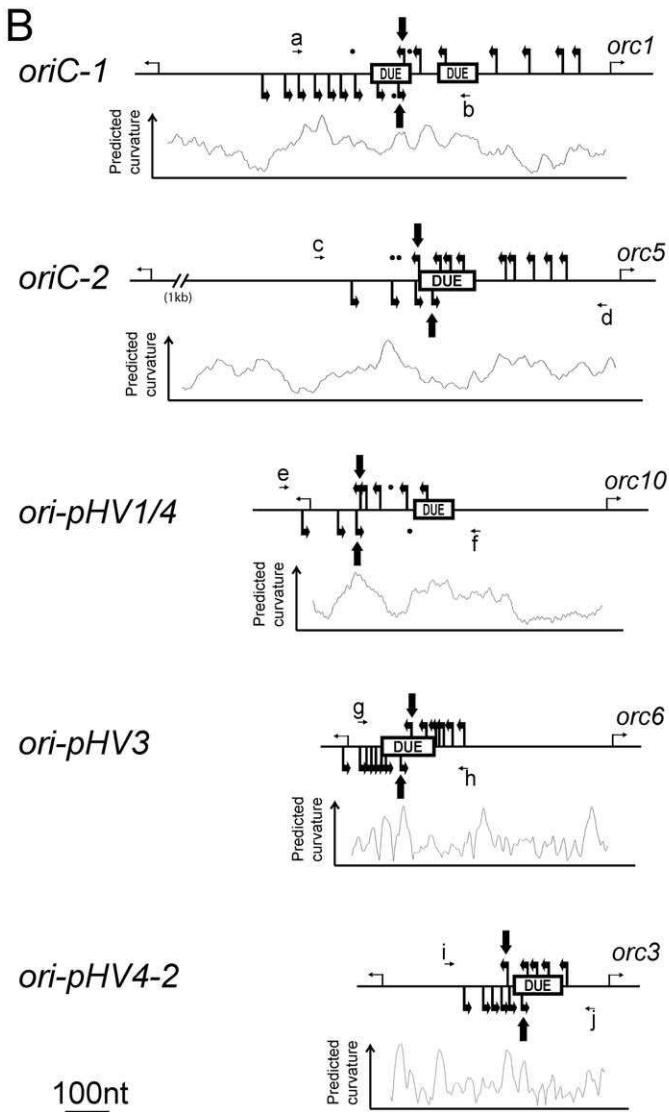 B
a
orc1
oriC-1
DUE
DUE
b
Predicted
curvature
c
orc5
oriC-2
DUE
(1kb)
d
Predicted
curvature
e
orc10
ori-pHV1/4
DUE
f
Predicted
curvature
g
orc6
ori-pHV3
DUE
h
Predicted
curvature
i
orc3
ori-pHV4-2
DUE
j
Predicted
curvature
100nt